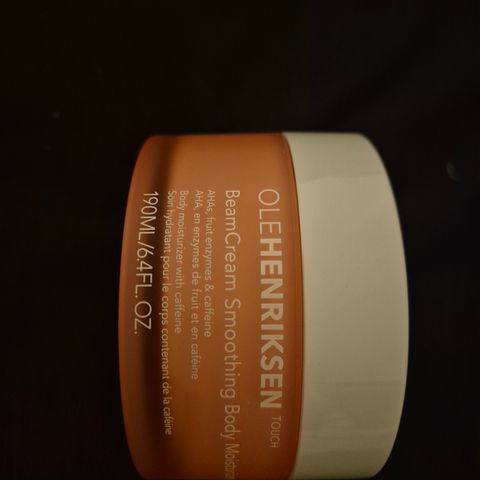 OLEHENRIKSEN TOUCH
BeamCream Smoothing Body
AHAs, fruit enzymes & caffeine
AHA, en enzymes de fruit et en caféine
Body moisturizer with caffeine
Soin hydratant pour le corps contenant de la caféine
190ML/6.4FL. OZ.